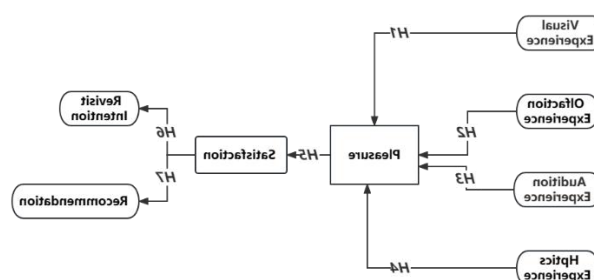 Visual
Experience
H1
Olfaction
Experience
H2
Revisit
Intention
H6
Pleasure
H5
Satisfaction
H3
Audition
Experience
H7
Recommendation
H4
Hptics
Experience